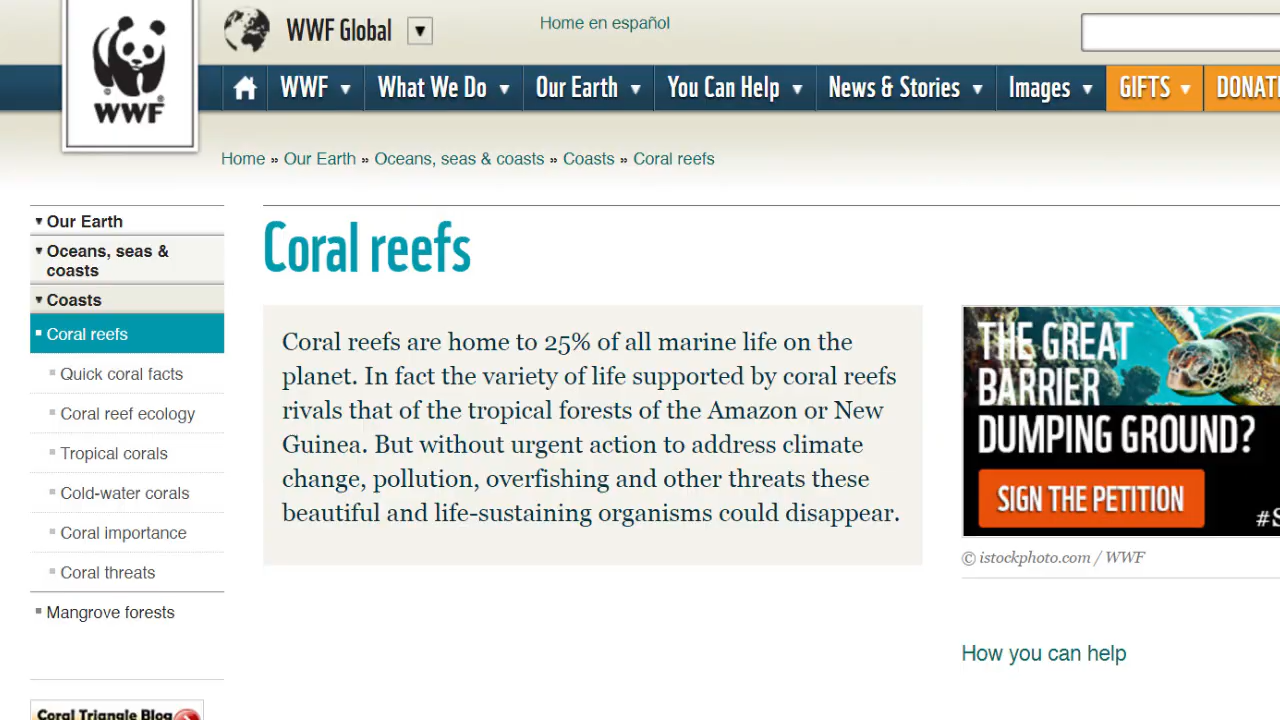 WWF
WWF Global
Home en español
WWF What We Do Our Earth You Can Help News & Stories Images GIFTS
Home » Our Earth » Oceans, seas & coasts » Coasts » Coral reefs
Our Earth
Oceans, seas &
coasts
Coasts
Coral reefs
Quick coral facts
Coral reef ecology
Tropical corals
Cold-water corals
Coral importance
Coral threats
Mangrove forests
Coral Triangle Blog
Coral reefs
Coral reefs are home to 25% of all marine life on the
planet. In fact the variety of life supported by coral reefs
rivals that of the tropical forests of the Amazon or New
Guinea. But without urgent action to address climate
change, pollution, overfishing and other threats these
beautiful and life-sustaining organisms could disappear.
THE GREAT
BARRIER
DUMPING GROUND?
SIGN THE PETITION
© istockphoto.com / WWF
How you can help